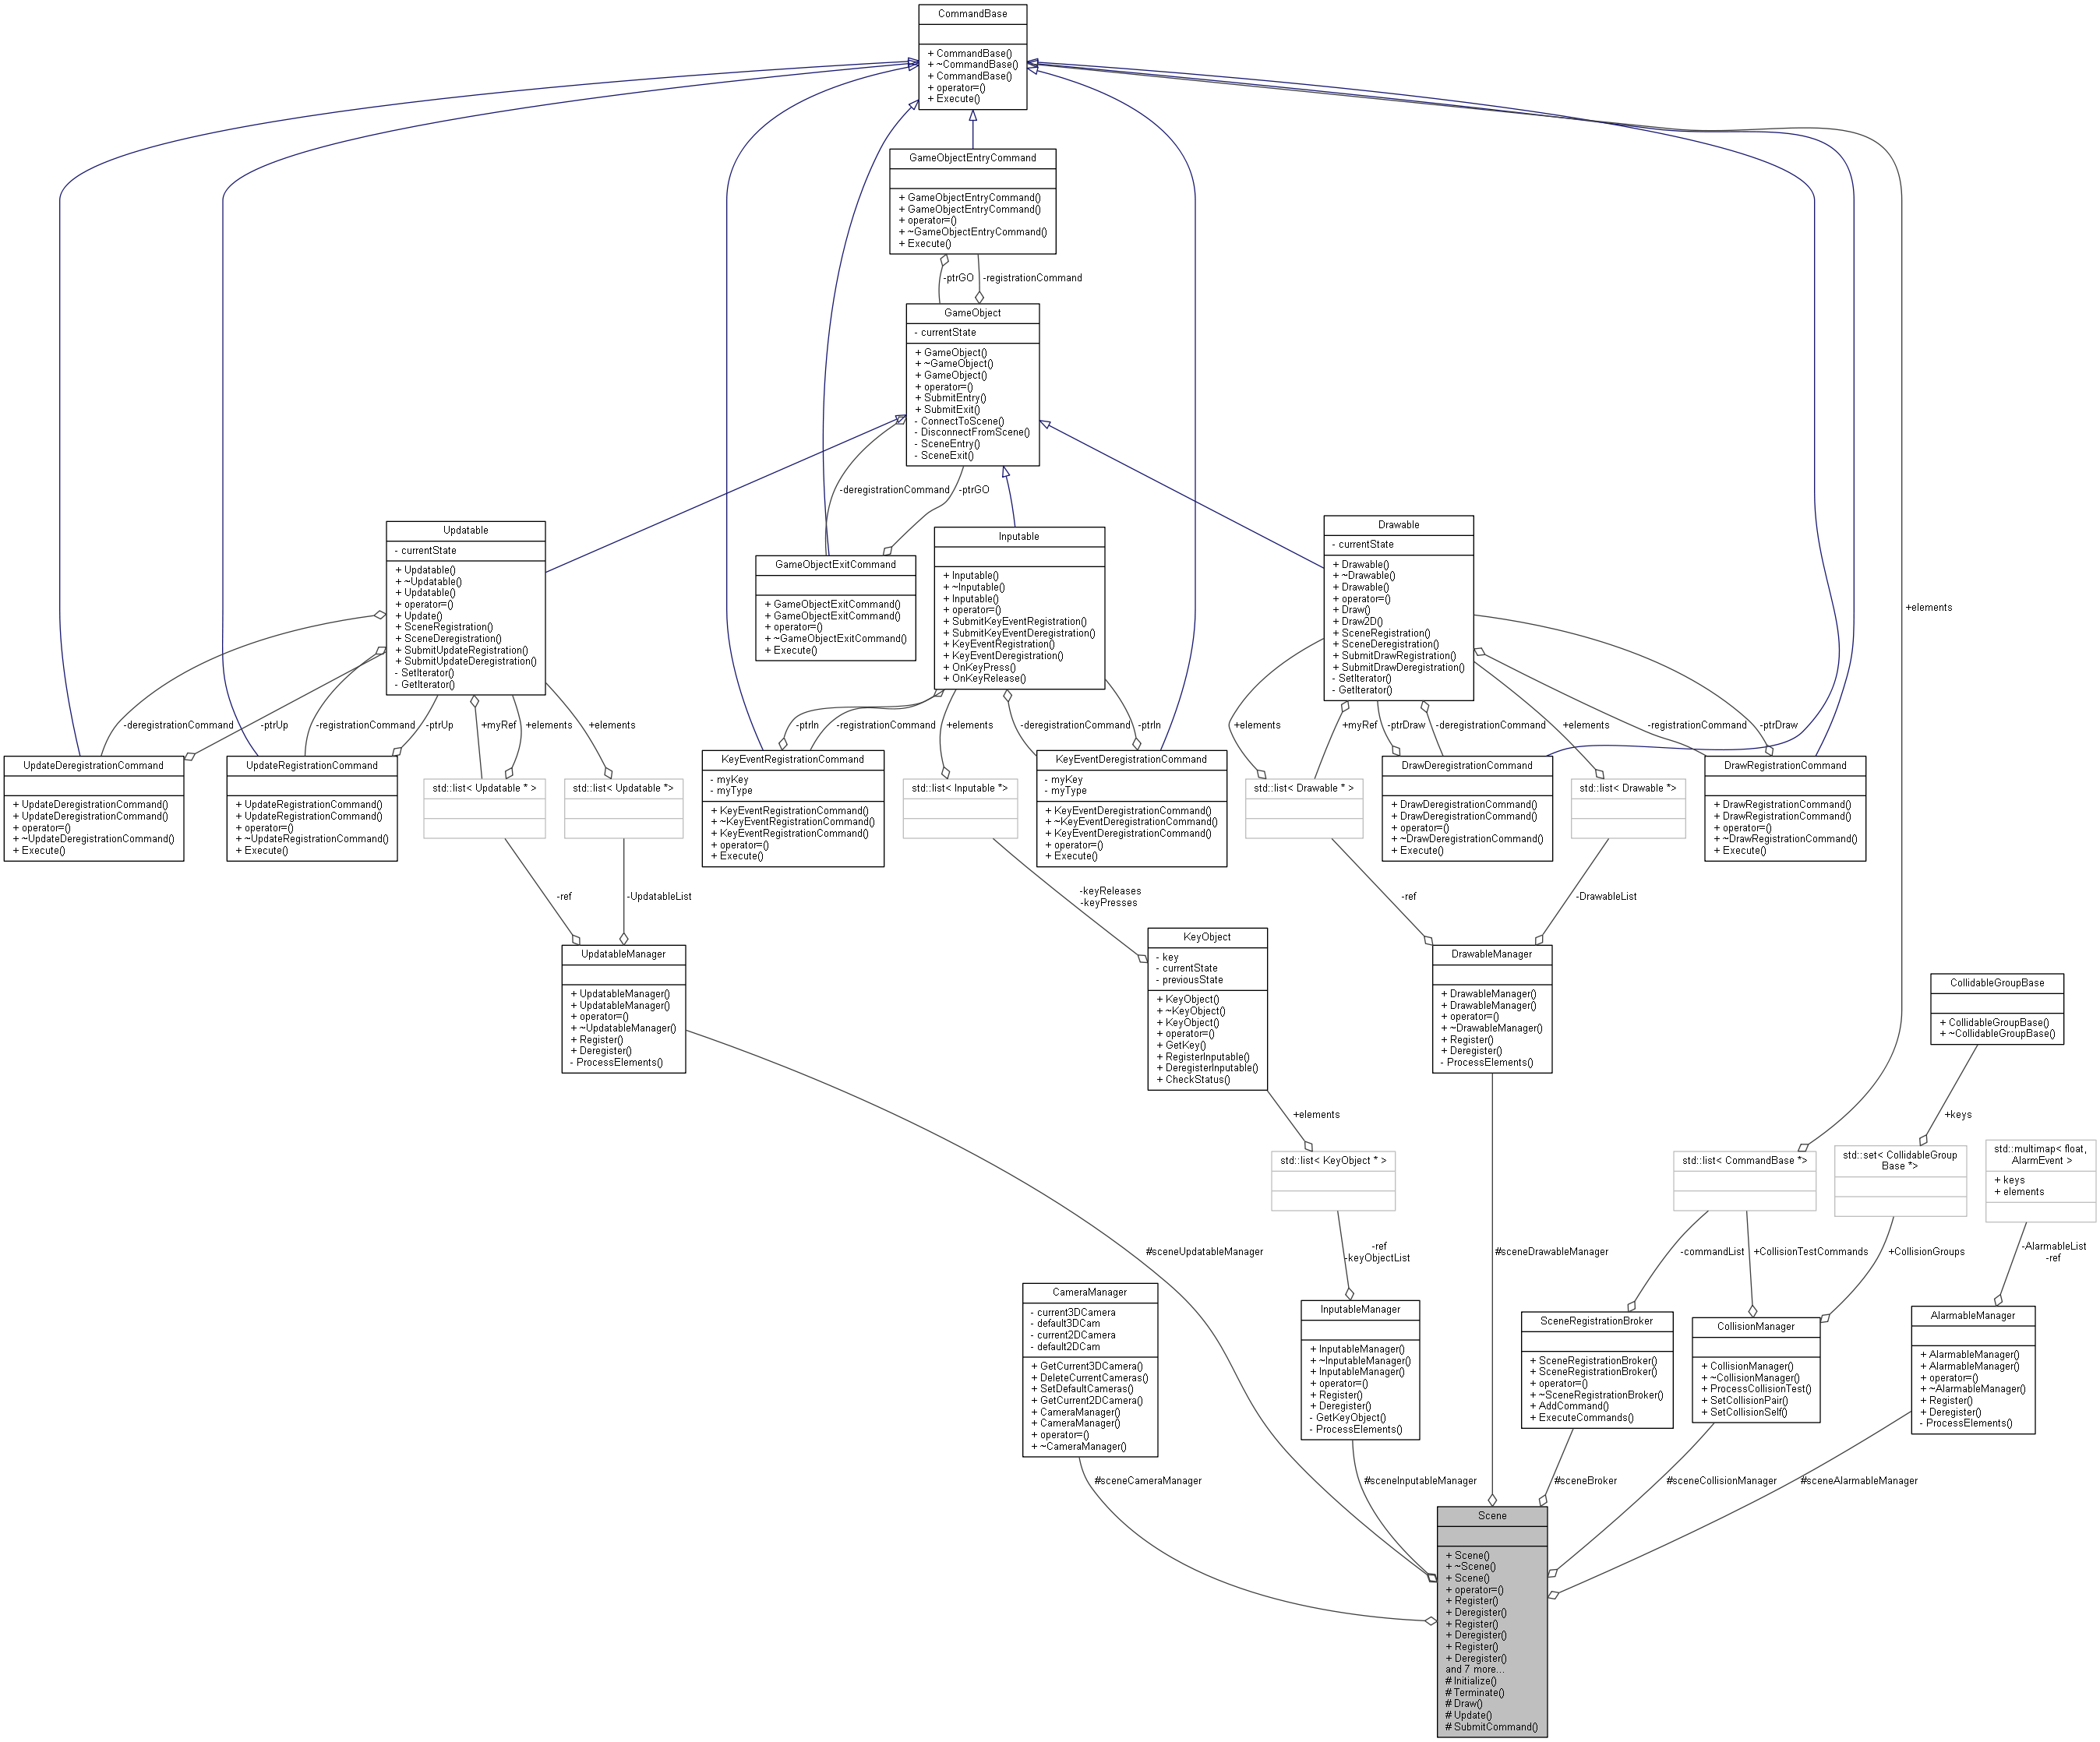 CommandBase
+ CommandBase()
+ ~CommandBase()
+ CommandBase()
+ operator=()
+ Execute()
GameObjectEntryCommand
+ GameObjectEntryCommand()
+ GameObjectEntryCommand()
+ operator=()
+ ~GameObjectEntryCommand()
+ Execute()
-ptrGO
-registrationCommand
GameObject
- currentState
+ GameObject()
+ ~GameObject()
+ GameObject()
+ operator=()
+ SubmitEntry()
+ SubmitExit()
- ConnectToScene()
- DisconnectFromScene()
- SceneEntry()
- SceneExit()
-deregistrationCommand
-ptrGO
Updatable
- currentState
+ Updatable()
+ ~Updatable()
+ Updatable()
+ operator=()
+ Update()
+ SceneRegistration()
+ SceneDeregistration()
+ SubmitUpdateRegistration()
+ SubmitUpdateDeregistration()
- SetIterator()
- GetIterator()
GameObjectExitCommand
+ GameObjectExitCommand()
+ GameObjectExitCommand()
+ operator=()
+ ~GameObjectExitCommand()
+ Execute()
Inputable
+ Inputable()
+ ~Inputable()
+ Inputable()
+ operator=()
+ SubmitKeyEventRegistration()
+ SubmitKeyEventDeregistration()
+ KeyEventRegistration()
+ KeyEventDeregistration()
+ OnKeyPress()
+ OnKeyRelease()
Drawable
- currentState
+ Drawable()
+ ~Drawable()
+ Drawable()
+ operator=()
+ Draw()
+ Draw2D()
+ SceneRegistration()
+ SceneDeregistration()
+ SubmitDrawRegistration()
+ SubmitDrawDeregistration()
- SetIterator()
- GetIterator()
+elements
-deregistrationCommand
-ptrUp
-registrationCommand
-ptrUp
+myRef
+elements
+elements
-ptrIn
-registrationCommand
+elements
-deregistrationCommand
-ptrIn
+elements
+myRef
-ptrDraw
-deregistrationCommand
+elements
-registrationCommand
-ptrDraw
UpdateDeregistrationCommand
+ UpdateDeregistrationCommand()
+ UpdateDeregistrationCommand()
+ operator=()
+ ~UpdateDeregistrationCommand()
+ Execute()
UpdateRegistrationCommand
+ UpdateRegistrationCommand()
+ UpdateRegistrationCommand()
+ operator=()
+ ~UpdateRegistrationCommand()
+ Execute()
std::list< Updatable * >
std::list< Updatable *>
KeyEventRegistrationCommand
- myKey
- myType
+ KeyEventRegistrationCommand()
+ ~KeyEventRegistrationCommand()
+ KeyEventRegistrationCommand()
+ operator=()
+ Execute()
std::list< Inputable *>
KeyEventDeregistrationCommand
- myKey
- myType
+ KeyEventDeregistrationCommand()
+ ~KeyEventDeregistrationCommand()
+ KeyEventDeregistrationCommand()
+ operator=()
+ Execute()
std::list< Drawable * >
DrawDeregistrationCommand
+ DrawDeregistrationCommand()
+ DrawDeregistrationCommand()
+ operator=()
+ ~DrawDeregistrationCommand()
+ Execute()
std::list< Drawable *>
DrawRegistrationCommand
+ DrawRegistrationCommand()
+ DrawRegistrationCommand()
+ operator=()
+ ~DrawRegistrationCommand()
+ Execute()
-ref
-UpdatableList
-keyReleases
-keyPresses
-ref
-DrawableList
UpdatableManager
+ UpdatableManager()
+ UpdatableManager()
+ operator=()
+ ~UpdatableManager()
+ Register()
+ Deregister()
- ProcessElements()
KeyObject
- key
- currentState
- previousState
+ KeyObject()
+ ~KeyObject()
+ KeyObject()
+ operator=()
+ GetKey()
+ RegisterInputable()
+ DeregisterInputable()
+ CheckStatus()
DrawableManager
+ DrawableManager()
+ DrawableManager()
+ operator=()
+ ~DrawableManager()
+ Register()
+ Deregister()
- ProcessElements()
CollidableGroupBase
+ CollidableGroupBase()
+ ~CollidableGroupBase()
+elements
+keys
std::list< KeyObject * >
std::list< CommandBase *>
std::set< CollidableGroup
Base *>
std::multimap< float,
AlarmEvent >
+ keys
+ elements
#sceneUpdatableManager
-ref
-keyObjectList
#sceneDrawableManager
-commandList
+CollisionTestCommands
+CollisionGroups
-AlarmableList
-ref
CameraManager
- current3DCamera
- default3DCam
- current2DCamera
- default2DCam
+ GetCurrent3DCamera()
+ DeleteCurrentCameras()
+ SetDefaultCameras()
+ GetCurrent2DCamera()
+ CameraManager()
+ CameraManager()
+ operator=()
+ ~CameraManager()
InputableManager
+ InputableManager()
+ ~InputableManager()
+ InputableManager()
+ operator=()
+ Register()
+ Deregister()
- GetKeyObject()
- ProcessElements()
SceneRegistrationBroker
+ SceneRegistrationBroker()
+ SceneRegistrationBroker()
+ operator=()
+ ~SceneRegistrationBroker()
+ AddCommand()
+ ExecuteCommands()
CollisionManager
+ CollisionManager()
+ ~CollisionManager()
+ ProcessCollisionTest()
+ SetCollisionPair()
+ SetCollisionSelf()
AlarmableManager
+ AlarmableManager()
+ AlarmableManager()
+ operator=()
+ ~AlarmableManager()
+ Register()
+ Deregister()
- ProcessElements()
#sceneCameraManager
#sceneInputableManager
#sceneBroker
#sceneCollisionManager
#sceneAlarmableManager
Scene
+ Scene()
+ ~Scene()
+ Scene()
+ operator=()
+ Register()
+ Deregister()
+ Register()
+ Deregister()
+ Register()
+ Deregister()
and 7 more...
# Initialize()
# Terminate()
# Draw()
# Update()
# SubmitCommand()